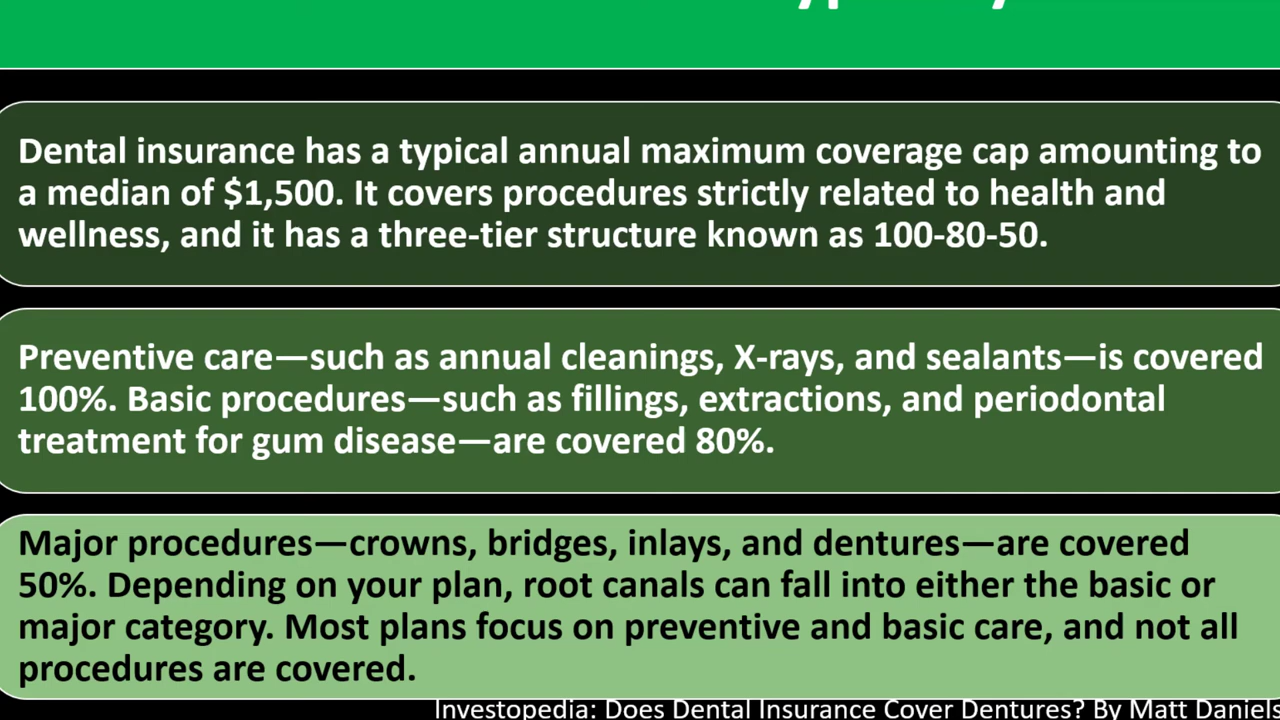 Dental insurance has a typical annual maximum coverage cap amounting to
a median of $1,500. It covers procedures strictly related to health and
wellness, and it has a three-tier structure known as 100-80-50.
Preventive care—such as annual cleanings, X-rays, and sealants—is covered
100%. Basic procedures—such as fillings, extractions, and periodontal
treatment for gum disease—are covered 80%.
Major procedures—crowns, bridges, inlays, and dentures—are covered
50%. Depending on your plan, root canals can fall into either the basic or
major category. Most plans focus on preventive and basic care, and not all
procedures are covered.
Investopedia: Does Dental Insurance Cover Dentures? By Matt Daniels